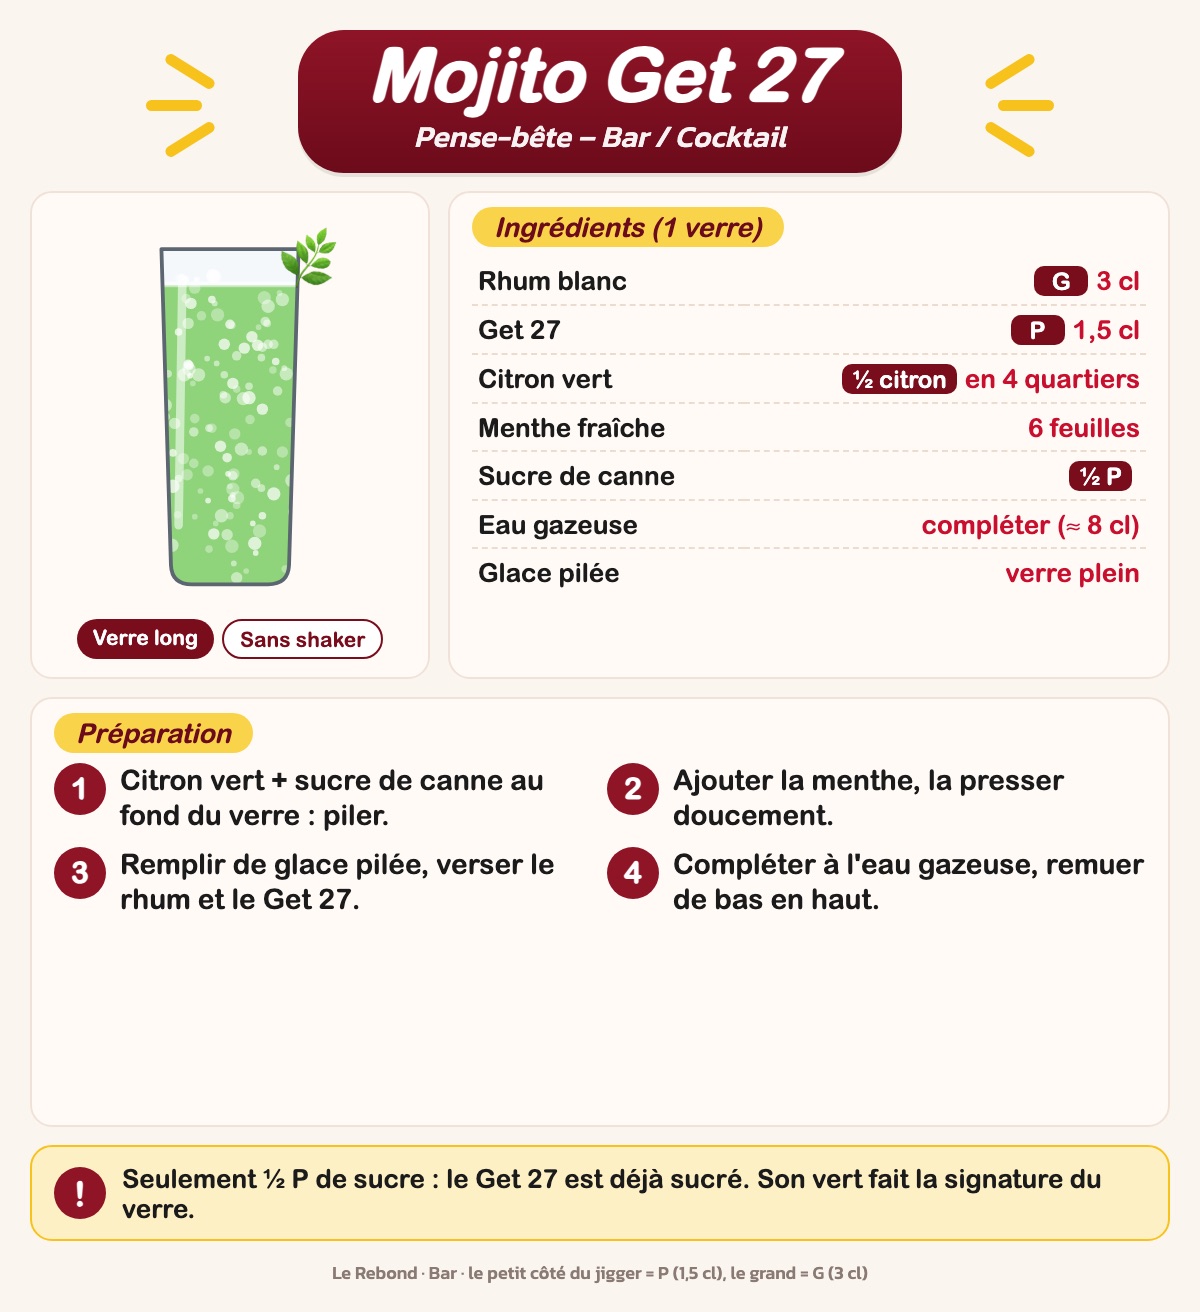 Mojito Get 27
Pense-bête – Bar / Cocktail
Verre long
Sans shaker
Ingrédients (1 verre)
Rhum blanc G 3 cl
Get 27 P 1,5 cl
Citron vert ½ citron en 4 quartiers
Menthe fraîche 6 feuilles
Sucre de canne ½ P
Eau gazeuse compléter (≈ 8 cl)
Glace pilée verre plein
Préparation
1 Citron vert + sucre de canne au
fond du verre : piler.
2 Ajouter la menthe, la presser
doucement.
3 Remplir de glace pilée, verser le
rhum et le Get 27.
4 Compléter à l'eau gazeuse, remuer
de bas en haut.
! Seulement ½ P de sucre : le Get 27 est déjà sucré. Son vert fait la signature du
verre.
Le Rebond · Bar · le petit côté du jigger = P (1,5 cl), le grand = G (3 cl)